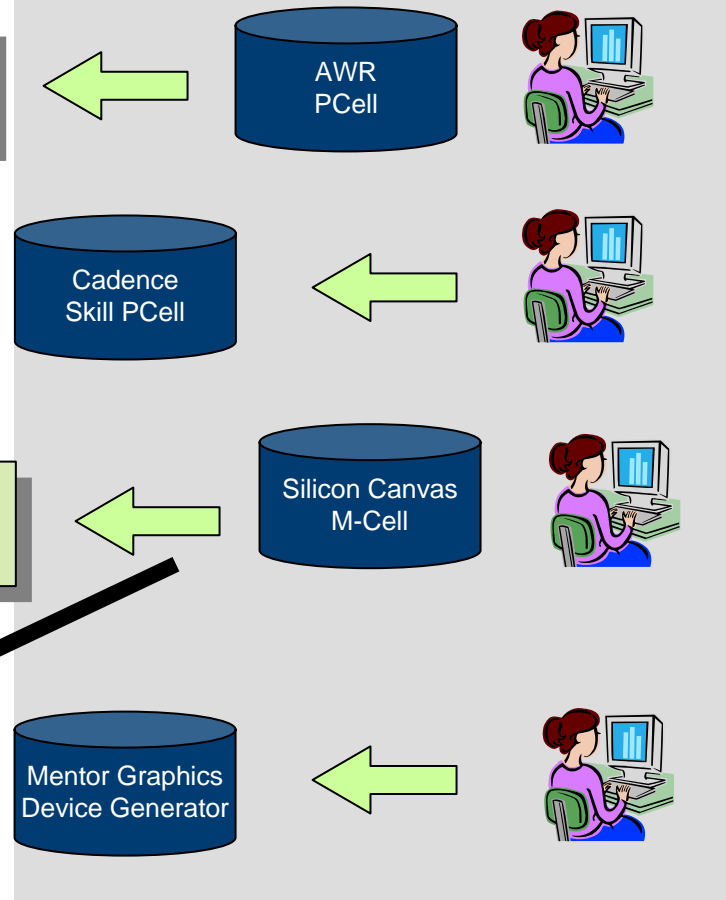 AWR
PCell
Cadence
Skill PCell
Silicon Canvas
M-Cell
Mentor Graphics
Device Generator